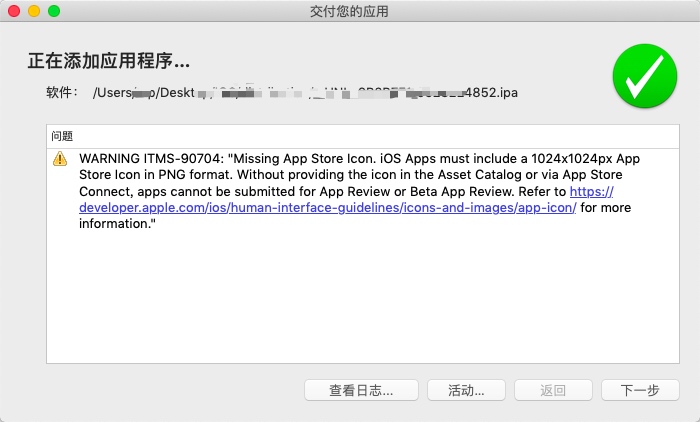 交付您的应用
正在添加应用程序...
软件： /Users 4852.ipa
问题
WARNING ITMS-90704: "Missing App Store Icon. iOS Apps must include a 1024x1024px App
Store Icon in PNG format. Without providing the icon in the Asset Catalog or via App Store
Connect, apps cannot be submitted for App Review or Beta App Review. Refer to https://
developer.apple.com/ios/human-interface-guidelines/icons-and-images/app-icon/ for more
information."
查看日志... 活动... 返回 下一步